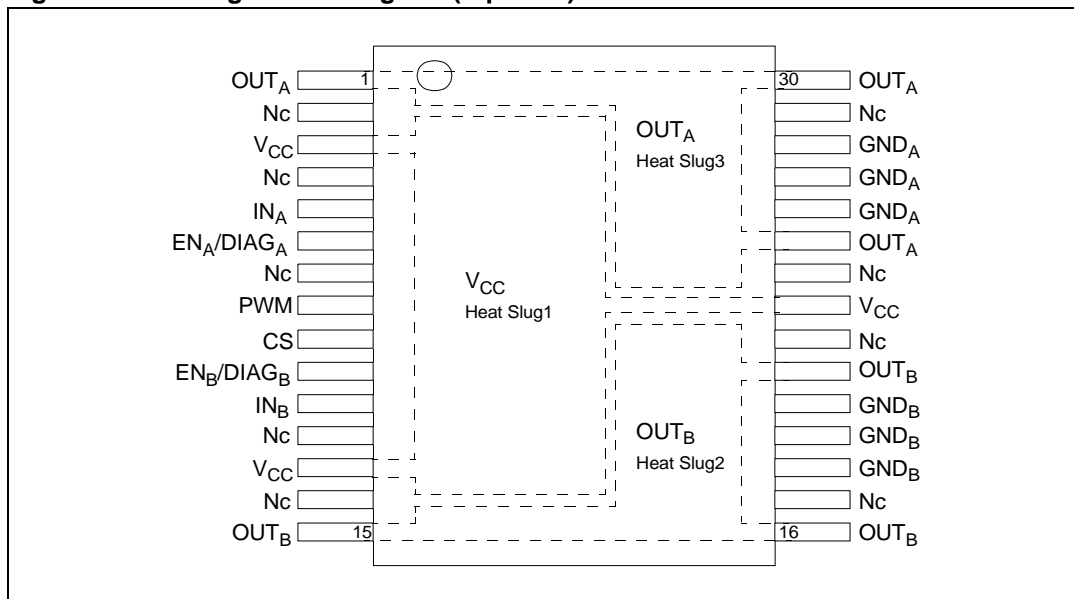 OUTA 1 30 OUTA
Nc Nc
VCC GNDA
Nc GNDA
INA GNDA
ENA/DIAGA OUTA
Nc Nc
PWM VCC
CS Nc
ENB/DIAGB OUTB
INB GNDB
Nc GNDB
VCC GNDB
Nc Nc
OUTB 15 16 OUTB
OUTA
Heat Slug3
VCC
Heat Slug1
OUTB
Heat Slug2